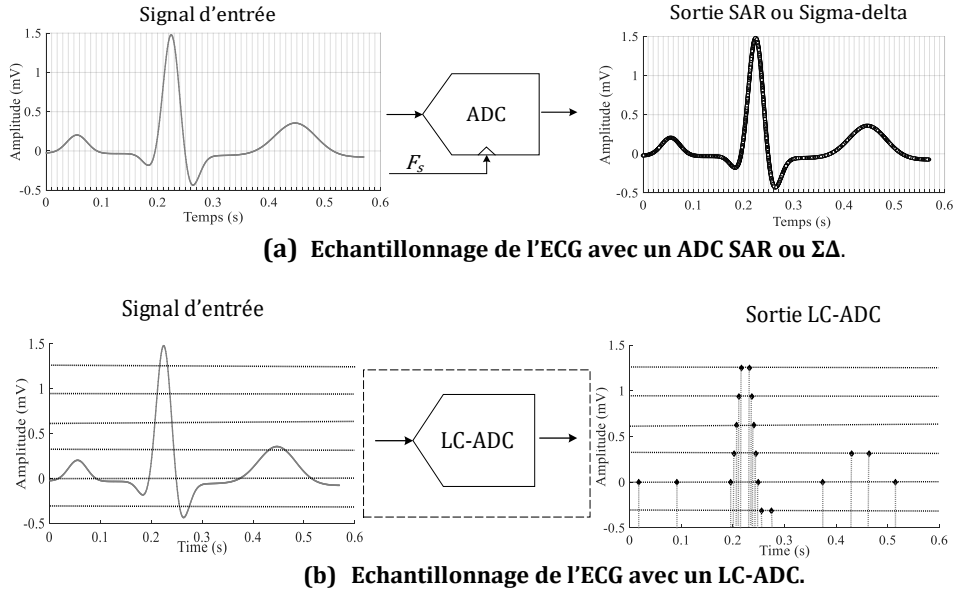 Signal d'entrée
Amplitude (mV)
1.5
1
0.5
0
-0.5
0 0.1 0.2 0.3 0.4 0.5 0.6
Temps (s)
ADC
F_s
Sortie SAR ou Sigma-delta
Amplitude (mV)
1.5
1
0.5
0
-0.5
0 0.1 0.2 0.3 0.4 0.5 0.6
Temps (s)
(a) Echantillonnage de l'ECG avec un ADC SAR ou ΣΔ.
Signal d'entrée
Amplitude (mV)
1.5
1
0.5
0
-0.5
0 0.1 0.2 0.3 0.4 0.5 0.6
Time (s)
LC-ADC
Sortie LC-ADC
Amplitude (mV)
1.5
1
0.5
0
-0.5
0 0.1 0.2 0.3 0.4 0.5 0.6
Time (s)
(b) Echantillonnage de l'ECG avec un LC-ADC.